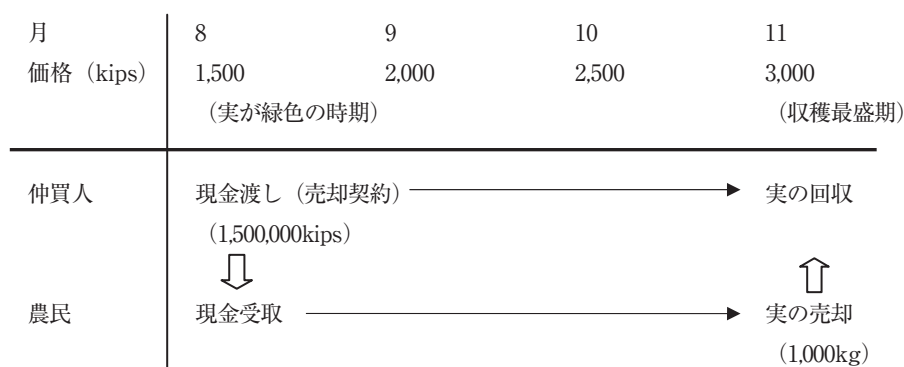 月 8 9 10 11
価格（kips） 1,500 2,000 2,500 3,000
（実が緑色の時期） （収穫最盛期）
仲買人 現金渡し（売却契約） 実の回収
（1,500,000kips）
農民 現金受取 実の売却
（1,000kg）